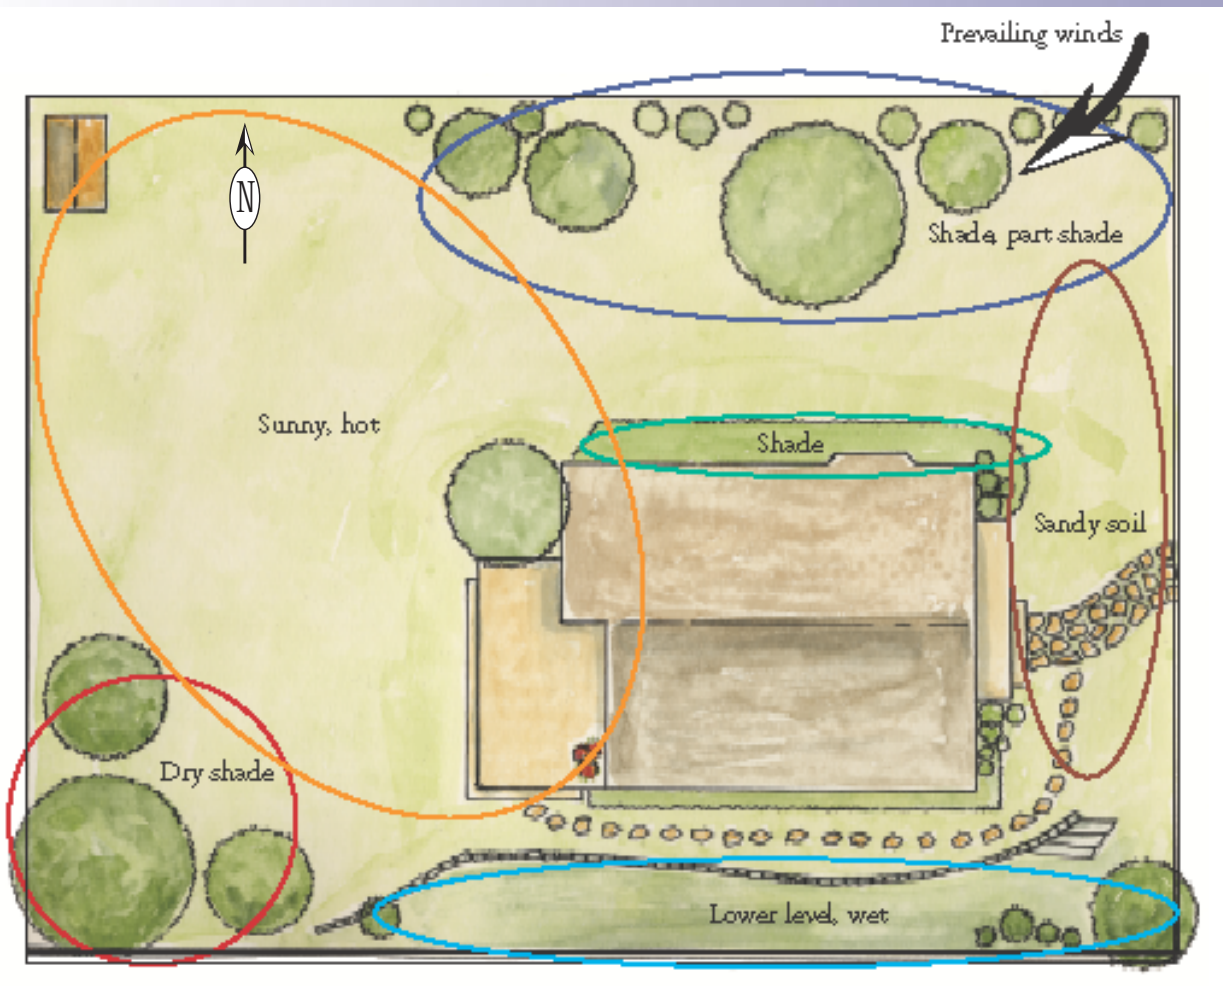 Prevailing winds
N
Shade, part shade
Sunny, hot
Shade
Sandy soil
Dry shade
Lower level, wet